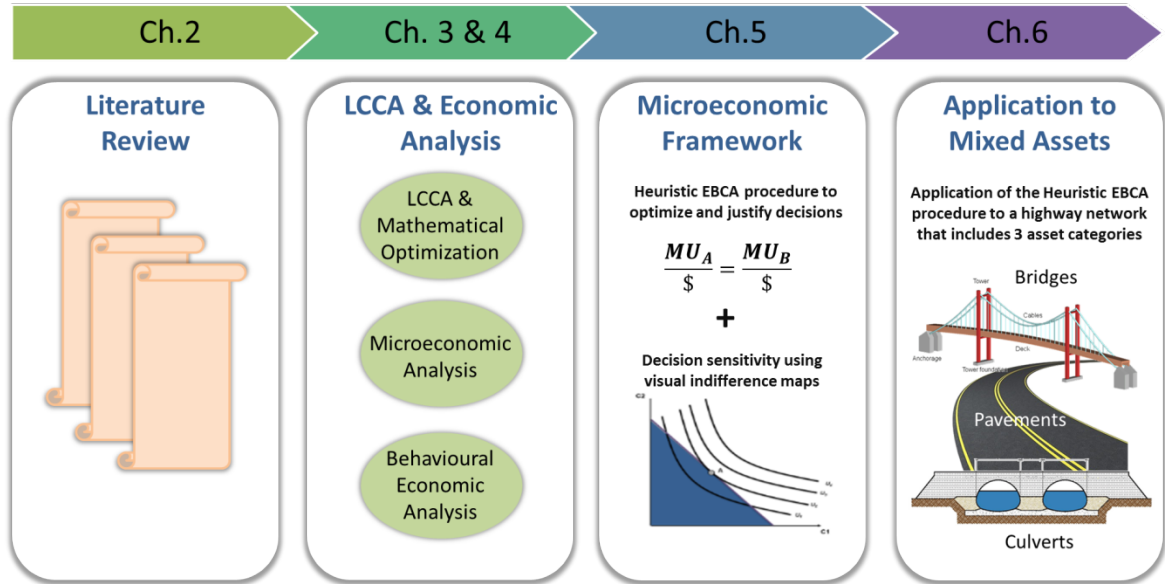 Ch.2
Ch. 3 & 4
Ch.5
Ch.6
Literature
Review
LCCA & Economic
Analysis
LCCA &
Mathematical
Optimization
Microeconomic
Analysis
Behavioural
Economic
Analysis
Microeconomic
Framework
Heuristic EBCA procedure to
optimize and justify decisions
MU_A / $ = MU_B / $
+
Decision sensitivity using
visual indifference maps
C2
A
C1
Application to
Mixed Assets
Application of the Heuristic EBCA
procedure to a highway network
that includes 3 asset categories
Bridges
Tower
Cables
Deck
Anchorage
Tower foundation
Pavements
Culverts